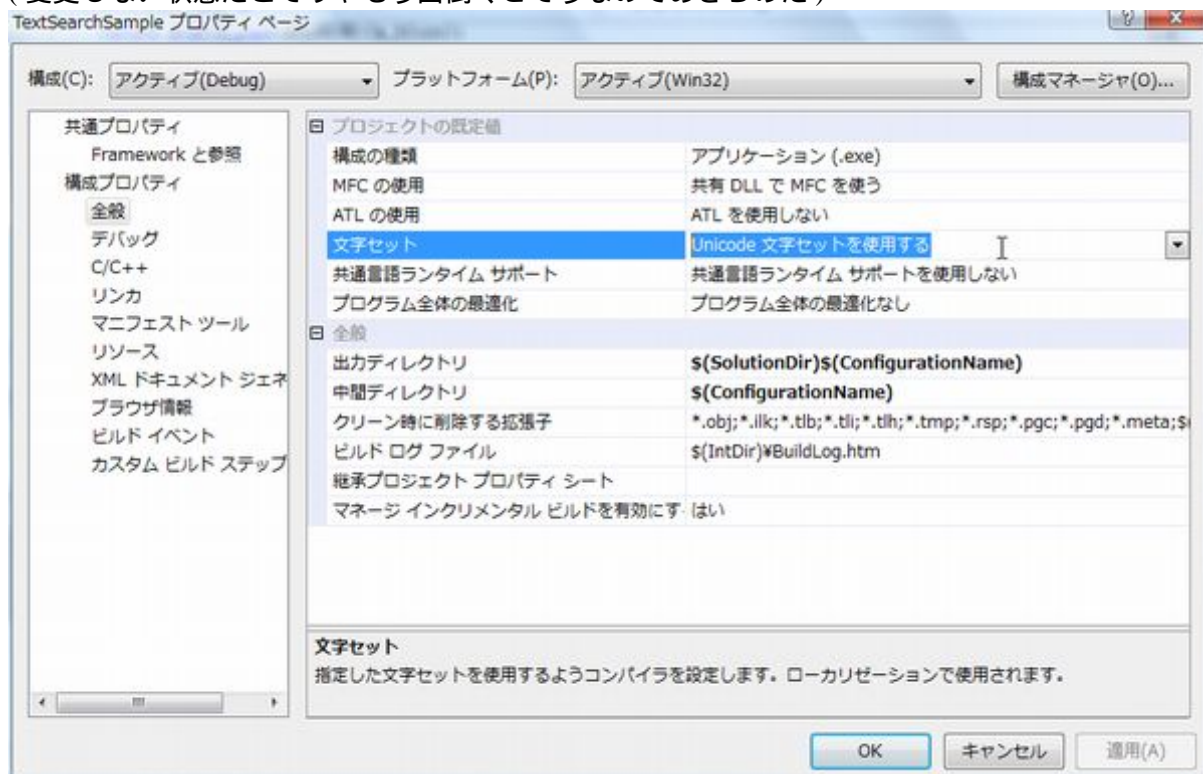 TextSearchSample プロパティ ページ
構成(C): アクティブ(Debug) プラットフォーム(P): アクティブ(Win32) 構成マネージャ(O)...
共通プロパティ
Framework と参照
構成プロパティ
全般
デバッグ
C/C++
リンカ
マニフェスト ツール
リソース
XML ドキュメント ジェネ
ブラウザ情報
ビルド イベント
カスタム ビルド ステップ
プロジェクトの既定値
構成の種類 アプリケーション (.exe)
MFC の使用 共有 DLL で MFC を使う
ATL の使用 ATL を使用しない
文字セット Unicode 文字セットを使用する
共通言語ランタイム サポート 共通言語ランタイム サポートを使用しない
プログラム全体の最適化 プログラム全体の最適化なし
全般
出力ディレクトリ $(SolutionDir)$(ConfigurationName)
中間ディレクトリ $(ConfigurationName)
クリーン時に削除する拡張子 *.obj;*.ilk;*.tlb;*.tli;*.tlh;*.tmp;*.rsp;*.pgc;*.pgd;*.meta;$(
ビルド ログ ファイル $(IntDir)¥BuildLog.htm
継承プロジェクト プロパティ シート
マネージ インクリメンタル ビルドを有効にす はい
文字セット
指定した文字セットを使用するようコンパイラを設定します。ローカリゼーションで使用されます。
OK キャンセル 適用(A)